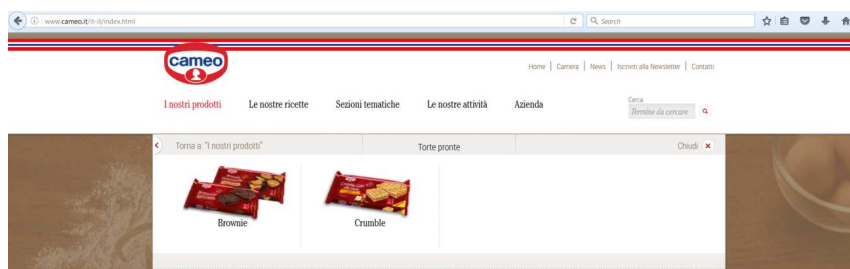 www.cameo.it/it-it/index.html
Search
cameo
Home | Camera | News | Iscriviti alla Newsletter | Contatti
I nostri prodotti Le nostre ricette Sezioni tematiche Le nostre attività Azienda
Cerca
Termine da cercare
Torna a: "I nostri prodotti" Torte pronte Chiudi
Brownie Crumble